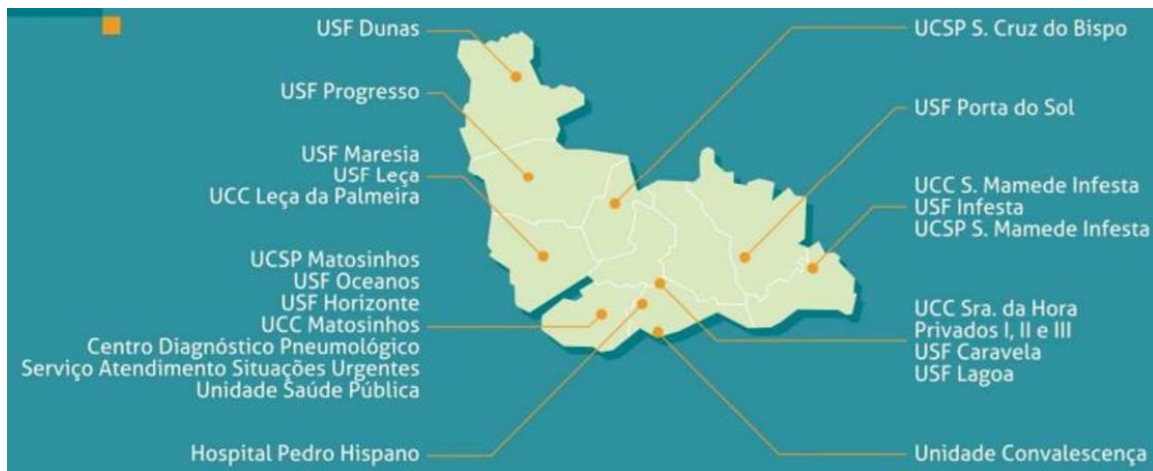 USF Dunas
USF Progresso
USF Maresia
USF Leça
UCC Leça da Palmeira
UCSP Matosinhos
USF Oceanos
USF Horizonte
UCC Matosinhos
Centro Diagnóstico Pneumológico
Serviço Atendimento Situações Urgentes
Unidade Saúde Pública
Hospital Pedro Hispano
UCSP S. Cruz do Bispo
USF Porta do Sol
UCC S. Mamede Infesta
USF Infesta
UCSP S. Mamede Infesta
UCC Sra. da Hora
Privados I, II e III
USF Caravela
USF Lagoa
Unidade Convalescença